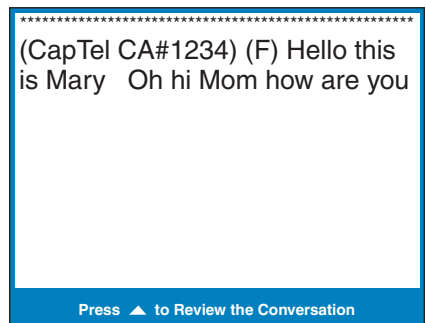 *****************************************************
(CapTel CA#1234) (F) Hello this
is Mary   Oh hi Mom how are you
Press ▲ to Review the Conversation